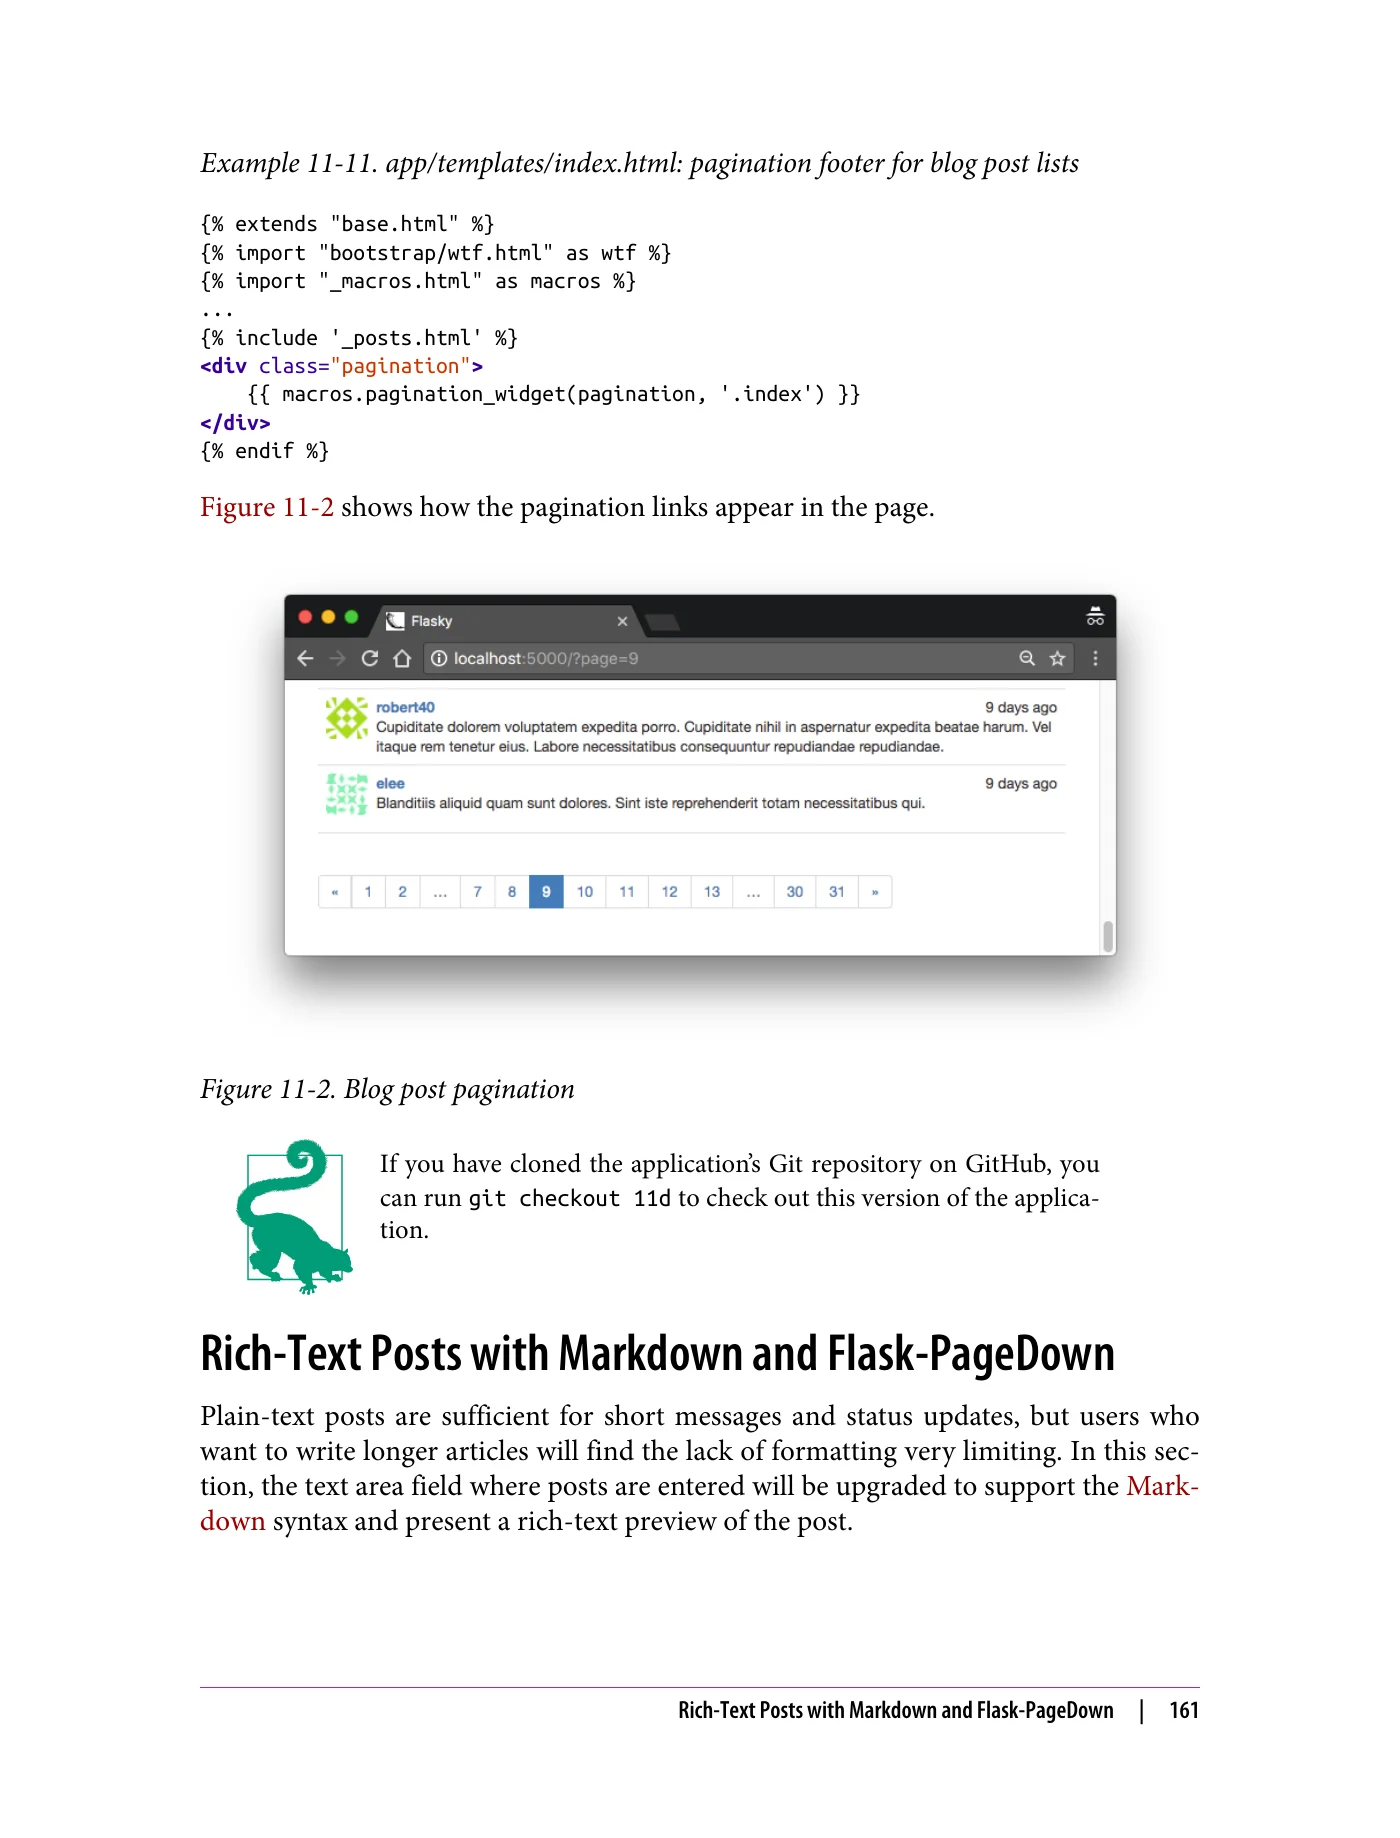 Example 11-11. app/templates/index.html: pagination footer for blog post lists
{% extends "base.html" %}
{% import "bootstrap/wtf.html" as wtf %}
{% import "_macros.html" as macros %}
...
{% include '_posts.html' %}
<div class="pagination">
    {{ macros.pagination_widget(pagination, '.index') }}
</div>
{% endif %}
Figure 11-2 shows how the pagination links appear in the page.
Flasky
localhost:5000/?page=9
robert40 9 days ago
Cupiditate dolorem voluptatem expedita porro. Cupiditate nihil in aspernatur expedita beatae harum. Vel
itaque rem tenetur eius. Labore necessitatibus consequuntur repudiandae repudiandae.
elee 9 days ago
Blanditiis aliquid quam sunt dolores. Sint iste reprehenderit totam necessitatibus qui.
« 1 2 ... 7 8 9 10 11 12 13 ... 30 31 »
Figure 11-2. Blog post pagination
If you have cloned the application’s Git repository on GitHub, you
can run git checkout 11d to check out this version of the applica-
tion.
Rich-Text Posts with Markdown and Flask-PageDown
Plain-text posts are sufficient for short messages and status updates, but users who
want to write longer articles will find the lack of formatting very limiting. In this sec-
tion, the text area field where posts are entered will be upgraded to support the Mark-
down syntax and present a rich-text preview of the post.
Rich-Text Posts with Markdown and Flask-PageDown | 161